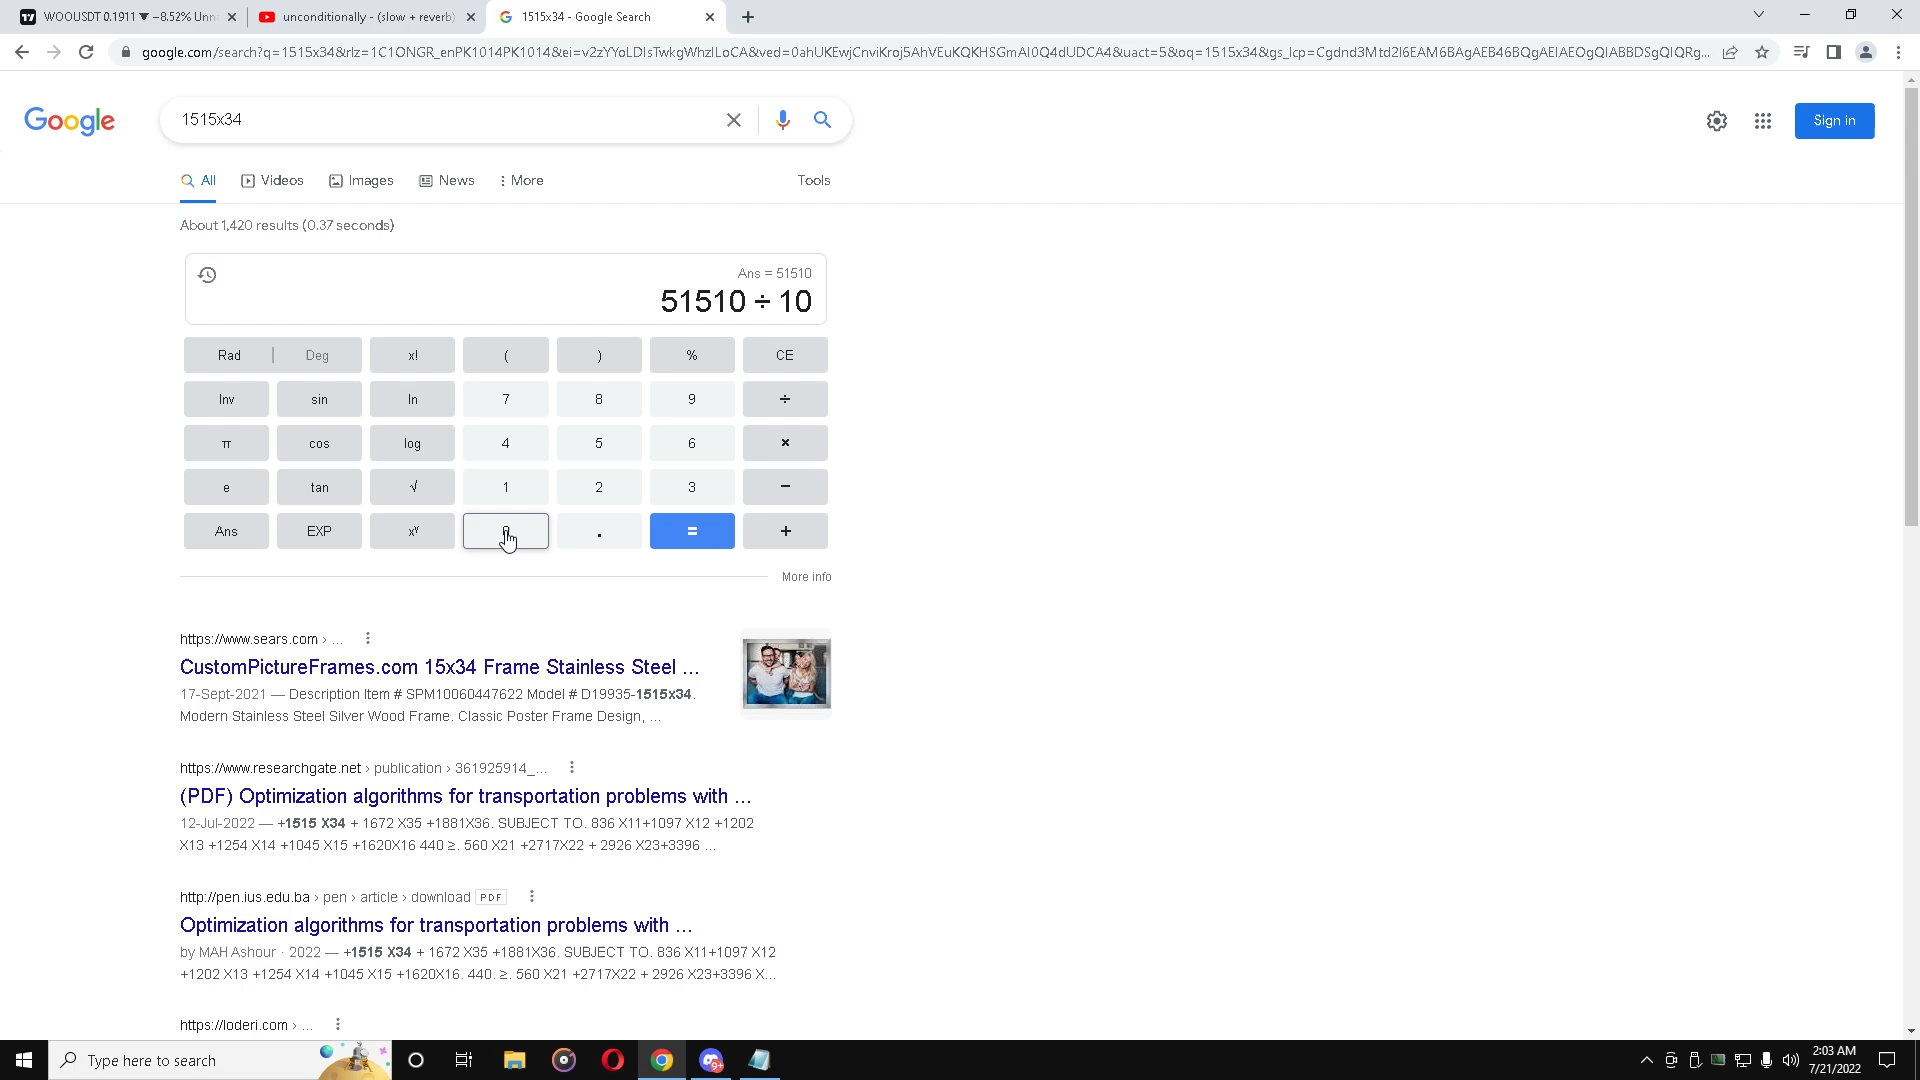 WOOUSDT 0.1911 ▼ −8.52% Unn
unconditionally - (slow + reverb)
1515x34 - Google Search
google.com/search?q=1515x34&rlz=1C1ONGR_enPK1014PK1014&ei=v2zYYoLDIsTwkgWhzILoCA&ved=0ahUKEwjCnviKroj5AhVEuKQKHSGmAI0Q4dUDCA4&uact=5&oq=1515x34&gs_lcp=Cgdnd3Mtd2l6EAM6BAgAEB46BQgAEIAEOgQIABBDSgQIQRg...
Google
1515x34
Sign in
All
Videos
Images
News
More
Tools
About 1,420 results (0.37 seconds)
Ans = 51510
51510 ÷ 10
Rad | Deg x! ( ) % CE
Inv sin ln 7 8 9 ÷
π cos log 4 5 6 ×
e tan √ 1 2 3 −
Ans EXP xʸ 0 . = +
More info
https://www.sears.com › ...
CustomPictureFrames.com 15x34 Frame Stainless Steel ...
17-Sept-2021 — Description Item # SPM10060447622 Model # D19935-1515x34.
Modern Stainless Steel Silver Wood Frame. Classic Poster Frame Design, ...
https://www.researchgate.net › publication › 361925914_...
(PDF) Optimization algorithms for transportation problems with ...
12-Jul-2022 — +1515 X34 + 1672 X35 +1881X36. SUBJECT TO. 836 X11+1097 X12 +1202
X13 +1254 X14 +1045 X15 +1620X16 440 ≥. 560 X21 +2717X22 + 2926 X23+3396 ...
http://pen.ius.edu.ba › pen › article › download PDF
Optimization algorithms for transportation problems with ...
by MAH Ashour · 2022 — +1515 X34 + 1672 X35 +1881X36. SUBJECT TO. 836 X11+1097 X12
+1202 X13 +1254 X14 +1045 X15 +1620X16. 440. ≥. 560 X21 +2717X22 + 2926 X23+3396 X...
https://loderi.com › ...
Type here to search
9+
2:03 AM
7/21/2022